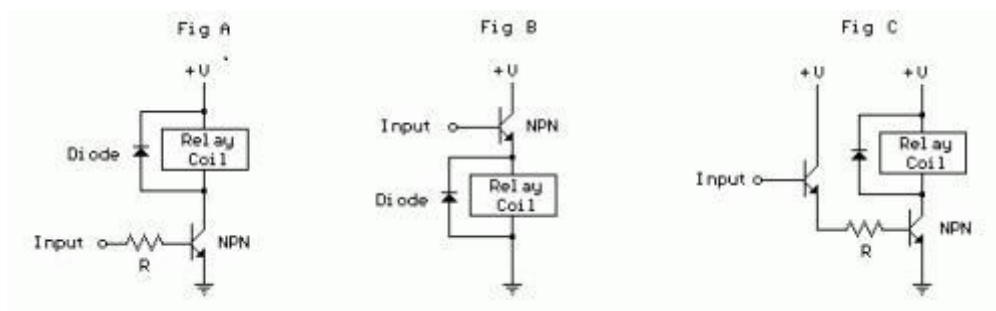 Fig A
+U
Diode
Relay
Coil
Input
R
NPN
Fig B
+U
Input
NPN
Diode
Relay
Coil
Fig C
+U
+U
Relay
Coil
Input
R
NPN